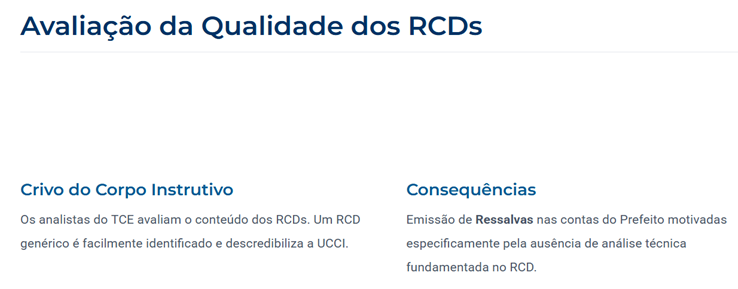 Avaliação da Qualidade dos RCDs
Crivo do Corpo Instrutivo
Os analistas do TCE avaliam o conteúdo dos RCDs. Um RCD
genérico é facilmente identificado e descredibiliza a UCCI.
Consequências
Emissão de Ressalvas nas contas do Prefeito motivadas
especificamente pela ausência de análise técnica
fundamentada no RCD.